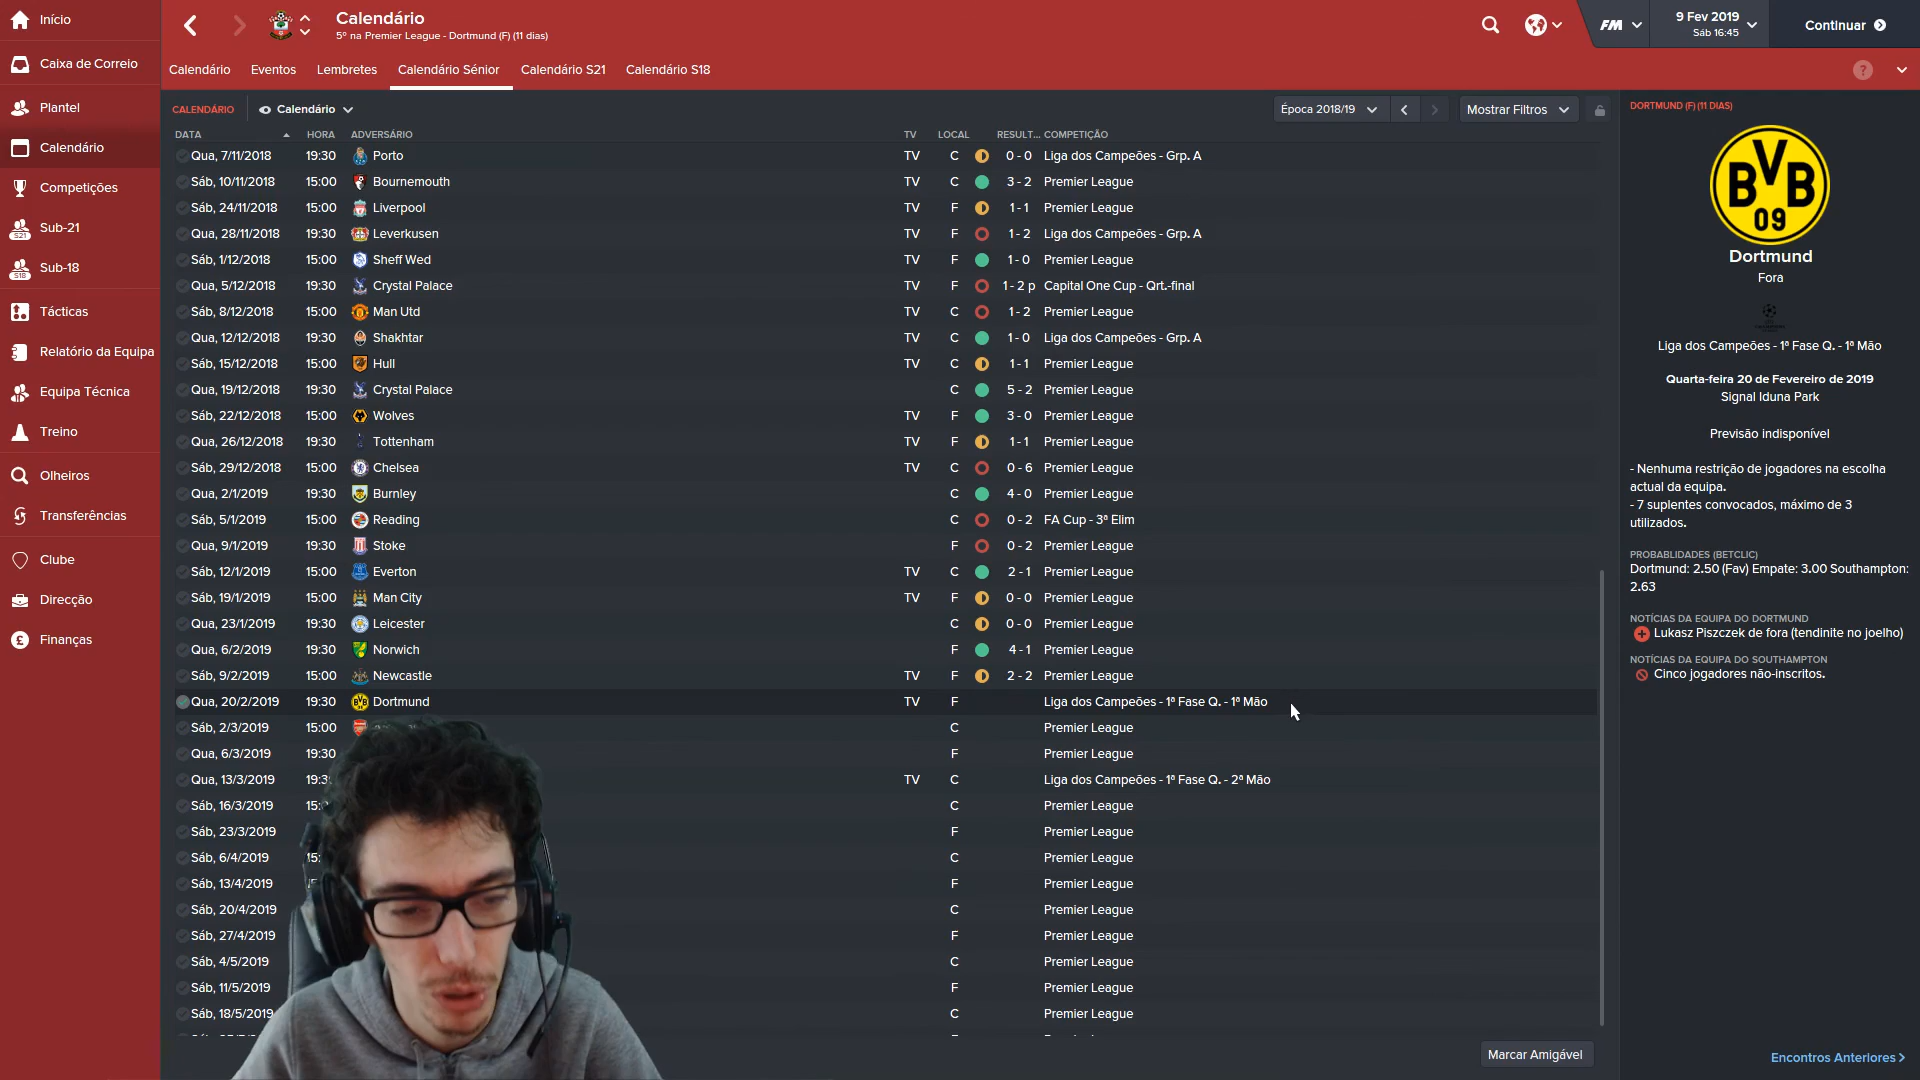 Início
Caixa de Correio
Plantel
Calendário
Competições
Sub-21
Sub-18
Tácticas
Relatório da Equipa
Equipa Técnica
Treino
Olheiros
Transferências
Clube
Direcção
Finanças
Calendário
5º na Premier League - Dortmund (F) (11 dias)
FM
9 Fev 2019
Sáb 16:45
Continuar
Calendário Eventos Lembretes Calendário Sénior Calendário S21 Calendário S18
CALENDÁRIO Calendário Época 2018/19 Mostrar Filtros
DATA HORA ADVERSÁRIO TV LOCAL RESULT... COMPETIÇÃO
Qua, 7/11/2018 19:30 Porto TV C 0 - 0 Liga dos Campeões - Grp. A
Sáb, 10/11/2018 15:00 Bournemouth TV C 3 - 2 Premier League
Sáb, 24/11/2018 15:00 Liverpool TV F 1 - 1 Premier League
Qua, 28/11/2018 19:30 Leverkusen TV F 1 - 2 Liga dos Campeões - Grp. A
Sáb, 1/12/2018 15:00 Sheff Wed TV F 1 - 0 Premier League
Qua, 5/12/2018 19:30 Crystal Palace TV F 1 - 2 p Capital One Cup - Qrt.-final
Sáb, 8/12/2018 15:00 Man Utd TV C 1 - 2 Premier League
Qua, 12/12/2018 19:30 Shakhtar TV C 1 - 0 Liga dos Campeões - Grp. A
Sáb, 15/12/2018 15:00 Hull TV C 1 - 1 Premier League
Qua, 19/12/2018 19:30 Crystal Palace C 5 - 2 Premier League
Sáb, 22/12/2018 15:00 Wolves TV F 3 - 0 Premier League
Qua, 26/12/2018 19:30 Tottenham TV F 1 - 1 Premier League
Sáb, 29/12/2018 15:00 Chelsea TV C 0 - 6 Premier League
Qua, 2/1/2019 19:30 Burnley C 4 - 0 Premier League
Sáb, 5/1/2019 15:00 Reading C 0 - 2 FA Cup - 3ª Elim
Qua, 9/1/2019 19:30 Stoke F 0 - 2 Premier League
Sáb, 12/1/2019 15:00 Everton TV C 2 - 1 Premier League
Sáb, 19/1/2019 15:00 Man City TV F 0 - 0 Premier League
Qua, 23/1/2019 19:30 Leicester C 0 - 0 Premier League
Qua, 6/2/2019 19:30 Norwich F 4 - 1 Premier League
Sáb, 9/2/2019 15:00 Newcastle TV F 2 - 2 Premier League
Qua, 20/2/2019 19:30 Dortmund TV F Liga dos Campeões - 1ª Fase Q. - 1ª Mão
Sáb, 2/3/2019 15:00 C Premier League
Qua, 6/3/2019 19:30 F Premier League
Qua, 13/3/2019 19:3 TV C Liga dos Campeões - 1ª Fase Q. - 2ª Mão
Sáb, 16/3/2019 15: C Premier League
Sáb, 23/3/2019 F Premier League
Sáb, 6/4/2019 15: C Premier League
Sáb, 13/4/2019 F Premier League
Sáb, 20/4/2019 C Premier League
Sáb, 27/4/2019 F Premier League
Sáb, 4/5/2019 C Premier League
Sáb, 11/5/2019 F Premier League
Sáb, 18/5/2019 C Premier League
Marcar Amigável
DORTMUND (F) (11 DIAS)
BVB
09
Dortmund
Fora
Liga dos Campeões - 1ª Fase Q. - 1ª Mão
Quarta-feira 20 de Fevereiro de 2019
Signal Iduna Park
Previsão indisponível
- Nenhuma restrição de jogadores na escolha
actual da equipa.
- 7 suplentes convocados, máximo de 3
utilizados.
PROBABLIDADES (BETCLIC)
Dortmund: 2.50 (Fav) Empate: 3.00 Southampton:
2.63
NOTÍCIAS DA EQUIPA DO DORTMUND
Lukasz Piszczek de fora (tendinite no joelho)
NOTÍCIAS DA EQUIPA DO SOUTHAMPTON
Cinco jogadores não-inscritos.
Encontros Anteriores